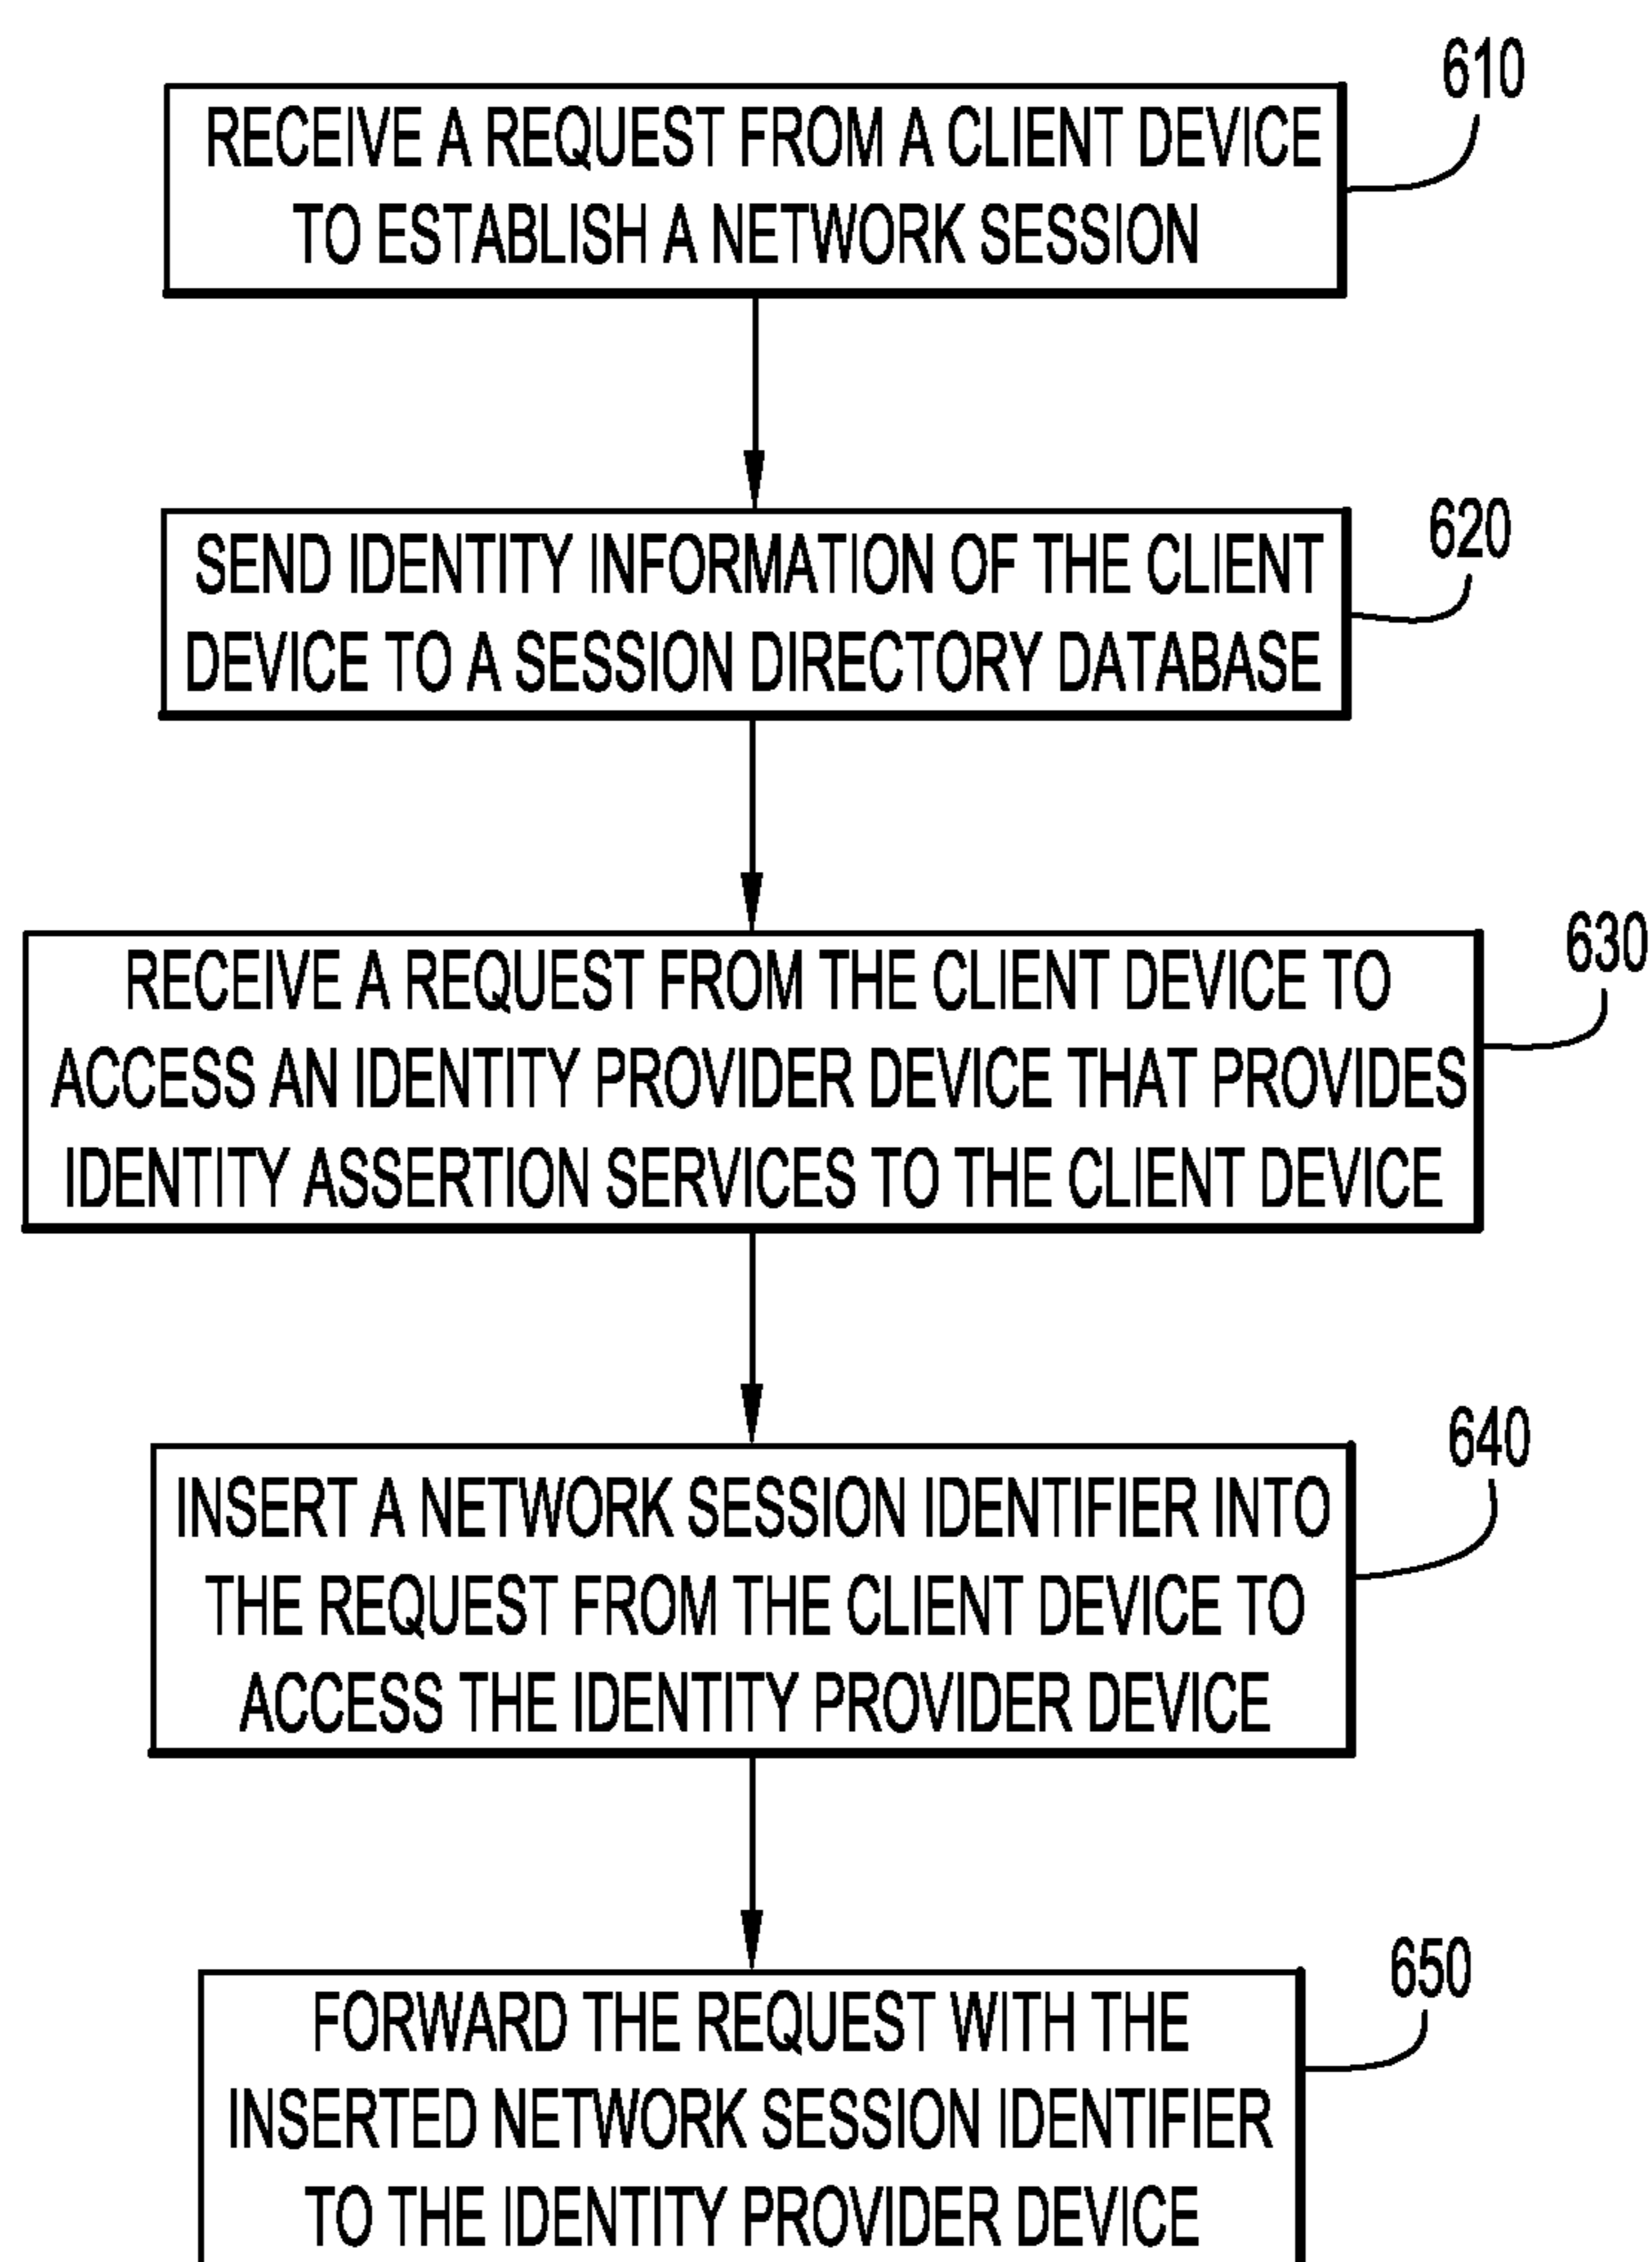 610
RECEIVE A REQUEST FROM A CLIENT DEVICE
TO ESTABLISH A NETWORK SESSION
620
SEND IDENTITY INFORMATION OF THE CLIENT
DEVICE TO A SESSION DIRECTORY DATABASE
630
RECEIVE A REQUEST FROM THE CLIENT DEVICE TO
ACCESS AN IDENTITY PROVIDER DEVICE THAT PROVIDES
IDENTITY ASSERTION SERVICES TO THE CLIENT DEVICE
640
INSERT A NETWORK SESSION IDENTIFIER INTO
THE REQUEST FROM THE CLIENT DEVICE TO
ACCESS THE IDENTITY PROVIDER DEVICE
650
FORWARD THE REQUEST WITH THE
INSERTED NETWORK SESSION IDENTIFIER
TO THE IDENTITY PROVIDER DEVICE